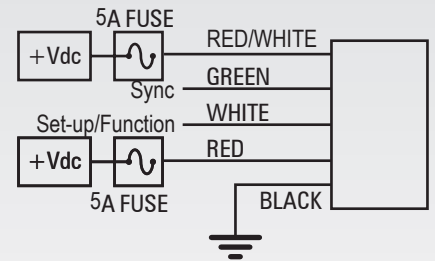 5A FUSE
+Vdc
RED/WHITE
Sync
GREEN
Set-up/Function
WHITE
+Vdc
RED
5A FUSE
BLACK